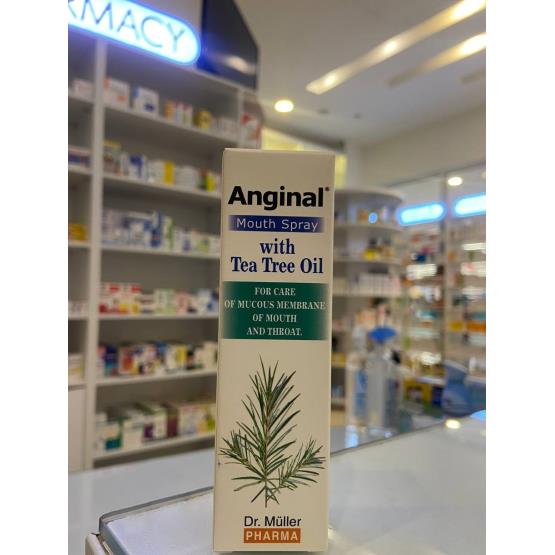 RMACY
Anginal®
Mouth Spray
with
Tea Tree Oil
FOR CARE
OF MUCOUS MEMBRANE
OF MOUTH
AND THROAT.
Dr. Müller
PHARMA